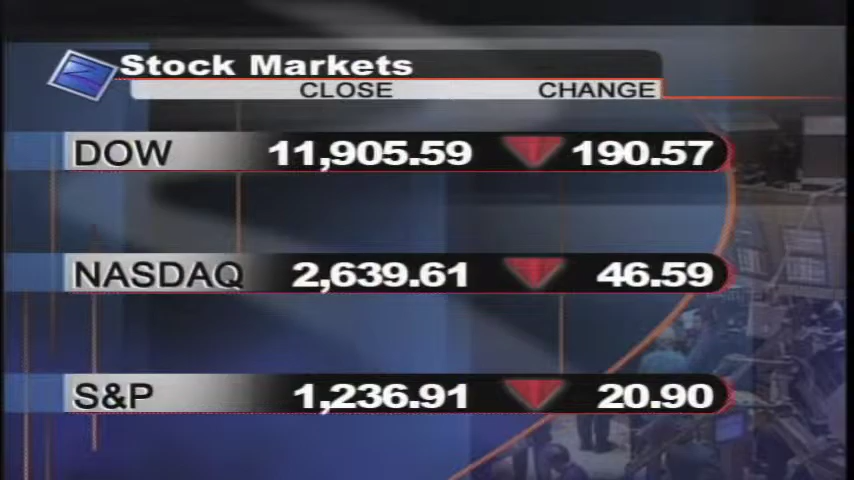 Stock Markets
CLOSE CHANGE
DOW 11,905.59 190.57
NASDAQ 2,639.61 46.59
S&P 1,236.91 20.90